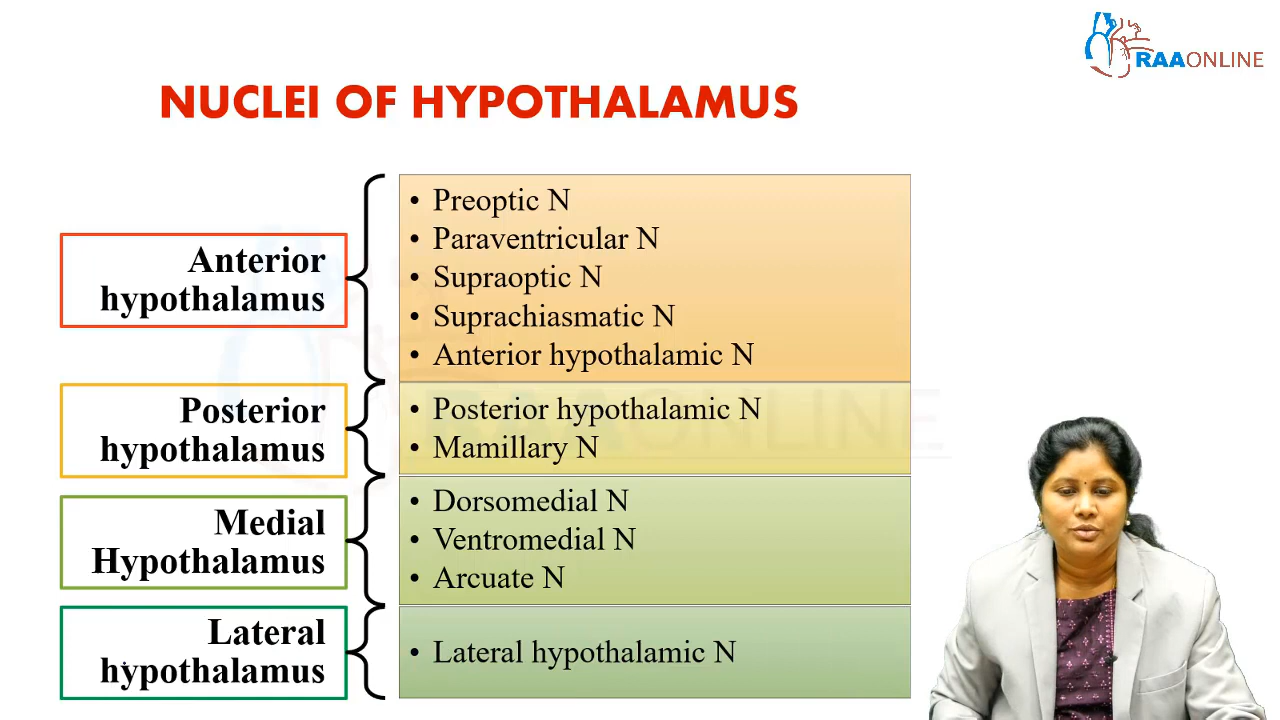 RAAONLINE
NUCLEI OF HYPOTHALAMUS
Anterior
hypothalamus
• Preoptic N
• Paraventricular N
• Supraoptic N
• Suprachiasmatic N
• Anterior hypothalamic N
Posterior
hypothalamus
• Posterior hypothalamic N
• Mamillary N
Medial
Hypothalamus
• Dorsomedial N
• Ventromedial N
• Arcuate N
Lateral
hypothalamus
• Lateral hypothalamic N
RAAONLINE